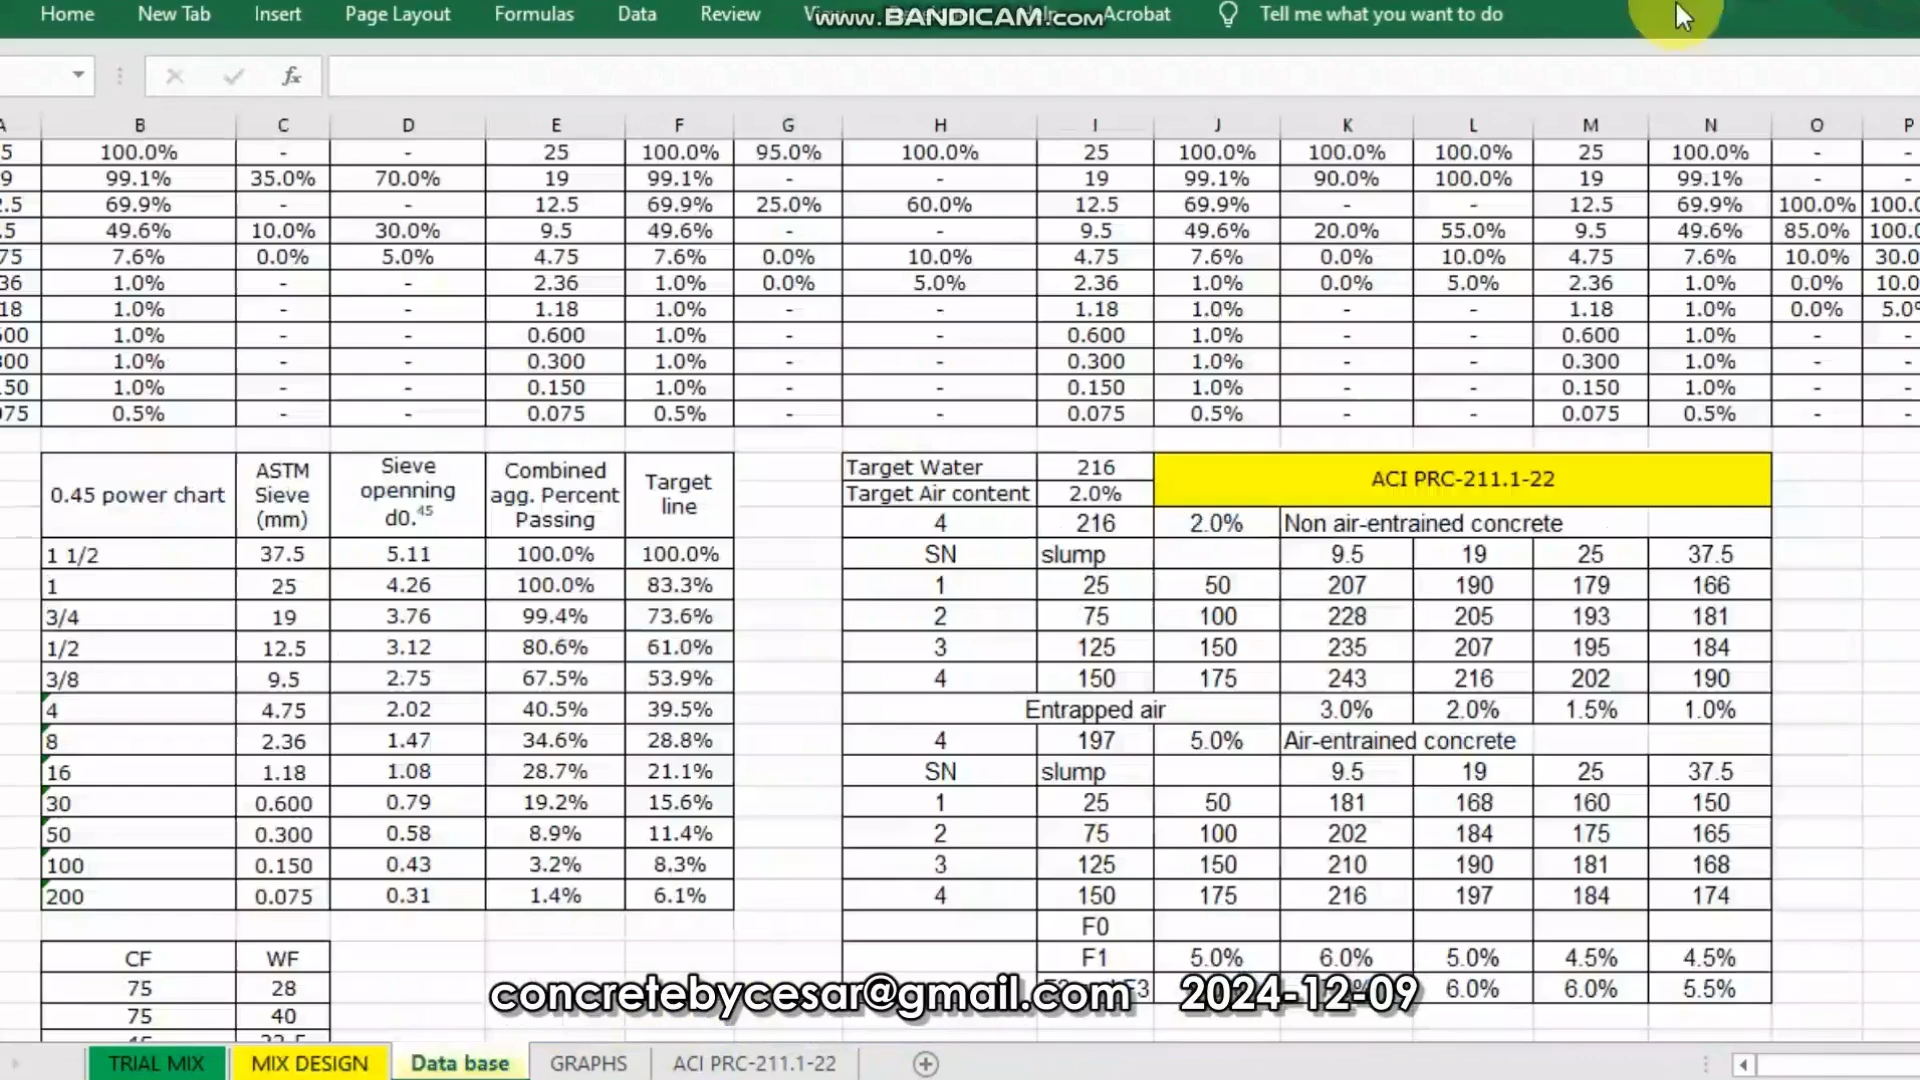 Home New Tab Insert Page Layout Formulas Data Review www.BANDICAM.com Acrobat Tell me what you want to do
fx
A B C D E F G H I J K L M N O P
5 100.0% - - 25 100.0% 95.0% 100.0% 25 100.0% 100.0% 100.0% 25 100.0% - -
9 99.1% 35.0% 70.0% 19 99.1% - - 19 99.1% 90.0% 100.0% 19 99.1% - -
2.5 69.9% - - 12.5 69.9% 25.0% 60.0% 12.5 69.9% - - 12.5 69.9% 100.0% 100.0
.5 49.6% 10.0% 30.0% 9.5 49.6% - - 9.5 49.6% 20.0% 55.0% 9.5 49.6% 85.0% 100.0
75 7.6% 0.0% 5.0% 4.75 7.6% 0.0% 10.0% 4.75 7.6% 0.0% 10.0% 4.75 7.6% 10.0% 30.0
36 1.0% - - 2.36 1.0% 0.0% 5.0% 2.36 1.0% 0.0% 5.0% 2.36 1.0% 0.0% 10.0
18 1.0% - - 1.18 1.0% - - 1.18 1.0% - - 1.18 1.0% 0.0% 5.0%
600 1.0% - - 0.600 1.0% - - 0.600 1.0% - - 0.600 1.0% - -
300 1.0% - - 0.300 1.0% - - 0.300 1.0% - - 0.300 1.0% - -
150 1.0% - - 0.150 1.0% - - 0.150 1.0% - - 0.150 1.0% - -
075 0.5% - - 0.075 0.5% - - 0.075 0.5% - - 0.075 0.5% - -
0.45 power chart ASTM Sieve (mm) Sieve openning d0.⁴⁵ Combined agg. Percent Passing Target line
1 1/2 37.5 5.11 100.0% 100.0%
1 25 4.26 100.0% 83.3%
3/4 19 3.76 99.4% 73.6%
1/2 12.5 3.12 80.6% 61.0%
3/8 9.5 2.75 67.5% 53.9%
4 4.75 2.02 40.5% 39.5%
8 2.36 1.47 34.6% 28.8%
16 1.18 1.08 28.7% 21.1%
30 0.600 0.79 19.2% 15.6%
50 0.300 0.58 8.9% 11.4%
100 0.150 0.43 3.2% 8.3%
200 0.075 0.31 1.4% 6.1%
CF WF
75 28
75 40
Target Water 216 ACI PRC-211.1-22
Target Air content 2.0%
4 216 2.0% Non air-entrained concrete
SN slump 9.5 19 25 37.5
1 25 50 207 190 179 166
2 75 100 228 205 193 181
3 125 150 235 207 195 184
4 150 175 243 216 202 190
Entrapped air 3.0% 2.0% 1.5% 1.0%
4 197 5.0% Air-entrained concrete
SN slump 9.5 19 25 37.5
1 25 50 181 168 160 150
2 75 100 202 184 175 165
3 125 150 210 190 181 168
4 150 175 216 197 184 174
F0
F1 5.0% 6.0% 5.0% 4.5% 4.5%
6.0% 6.0% 5.5%
concretebycesar@gmail.com 2024-12-09
TRIAL MIX MIX DESIGN Data base GRAPHS ACI PRC-211.1-22